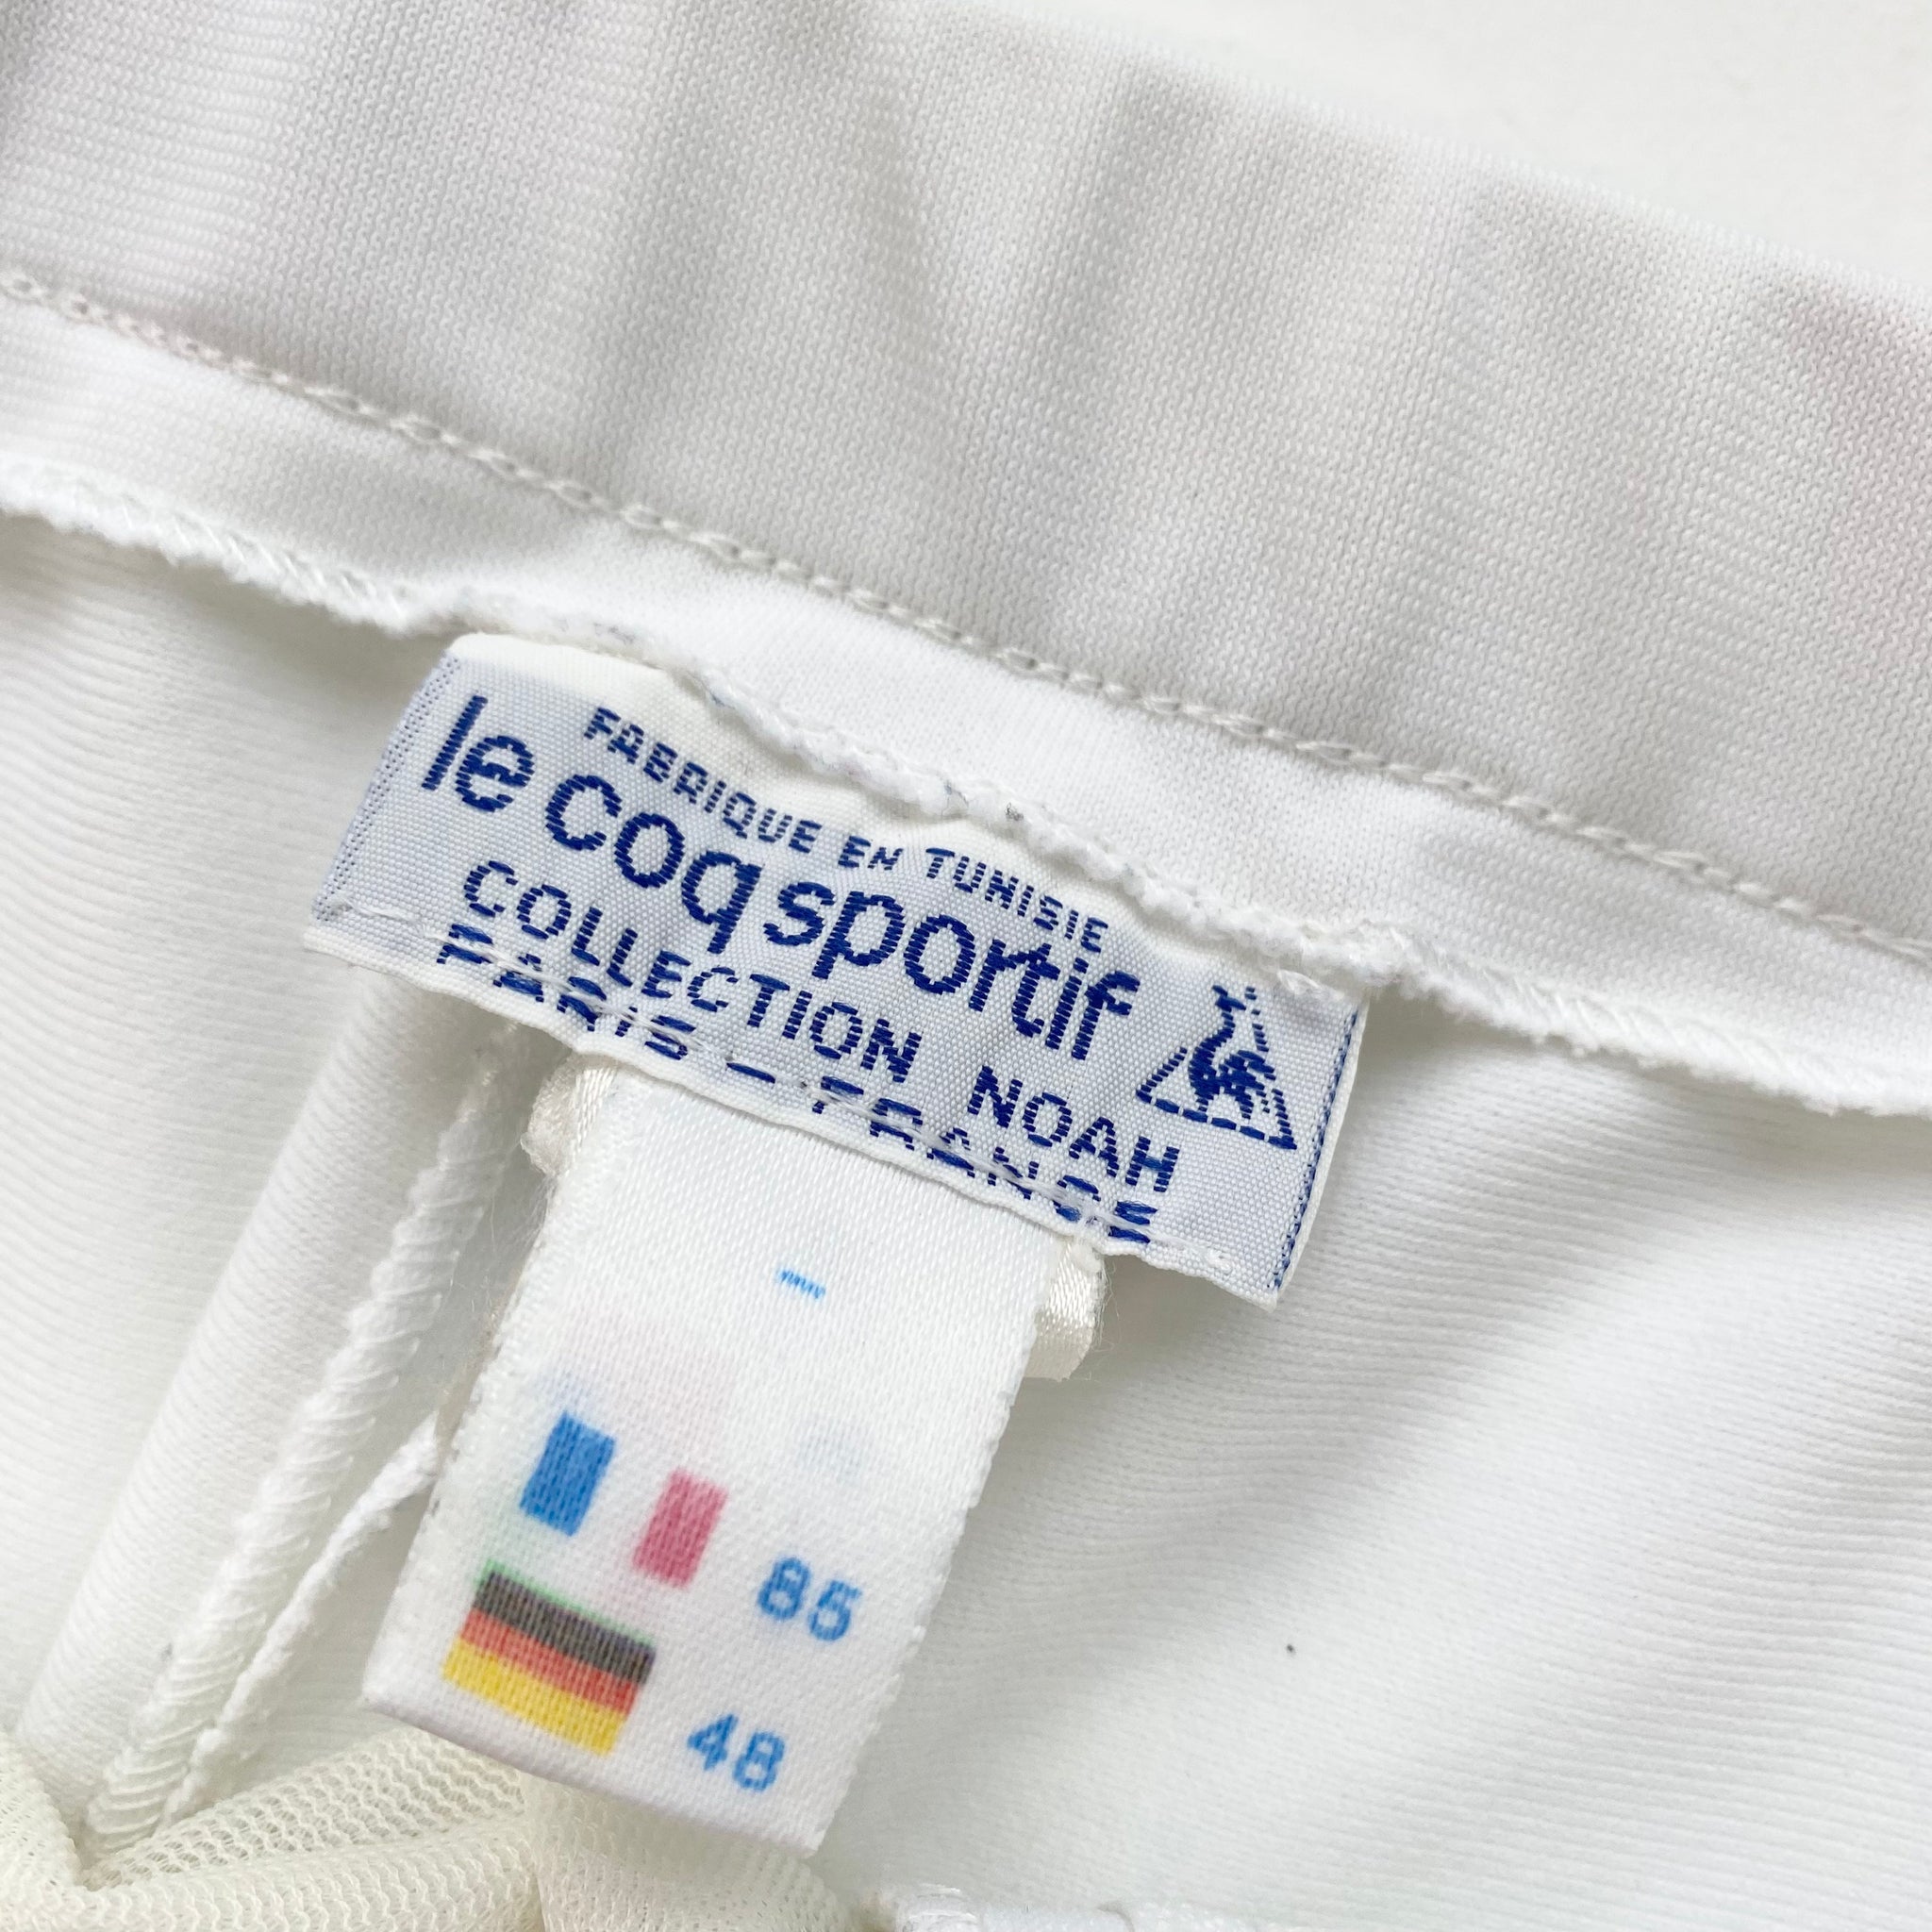 FABRIQUE EN TUNISIE
le coq sportif
COLLECTION NOAH
PARIS - FRANCE
85
48